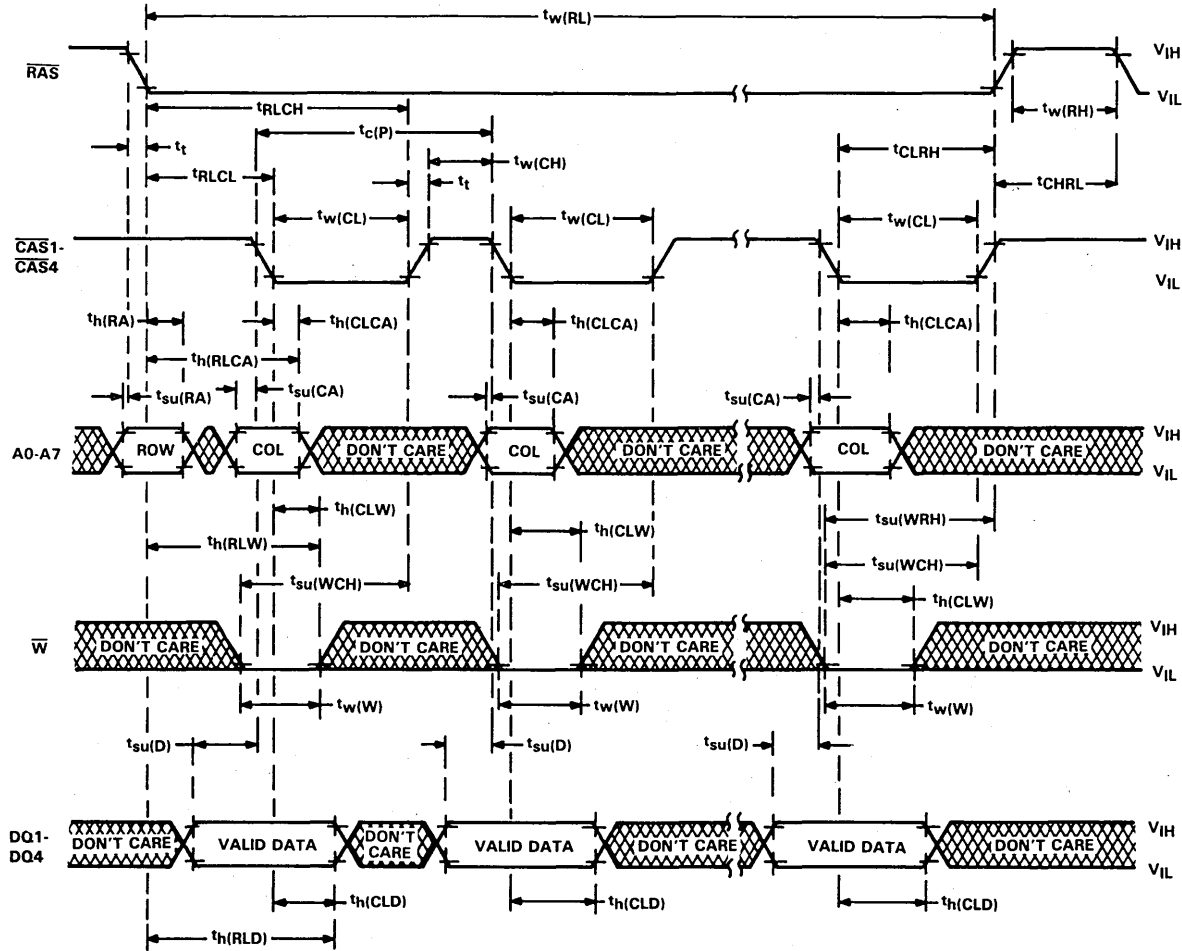 tw(RL)
RAS
VIH
VIL
tRLCH
tw(RH)
tc(P)
tCLRH
tt
tw(CH)
tRLCL
tt
tCHRL
tw(CL)
tw(CL)
tw(CL)
CAS1-
CAS4
VIH
VIL
th(RA)
th(CLCA)
th(CLCA)
th(CLCA)
th(RLCA)
tsu(RA)
tsu(CA)
tsu(CA)
tsu(CA)
A0-A7
ROW
COL
DON'T CARE
COL
DON'T CARE
COL
DON'T CARE
VIH
VIL
th(CLW)
th(CLW)
tsu(WRH)
th(RLW)
tsu(WCH)
tsu(WCH)
tsu(WCH)
th(CLW)
W
DON'T CARE
DON'T CARE
DON'T CARE
DON'T CARE
VIH
VIL
tw(W)
tw(W)
tw(W)
tsu(D)
tsu(D)
tsu(D)
DQ1-
DQ4
DON'T CARE
VALID DATA
DON'T
CARE
VALID DATA
DON'T CARE
VALID DATA
DON'T CARE
VIH
VIL
th(CLD)
th(CLD)
th(CLD)
th(RLD)